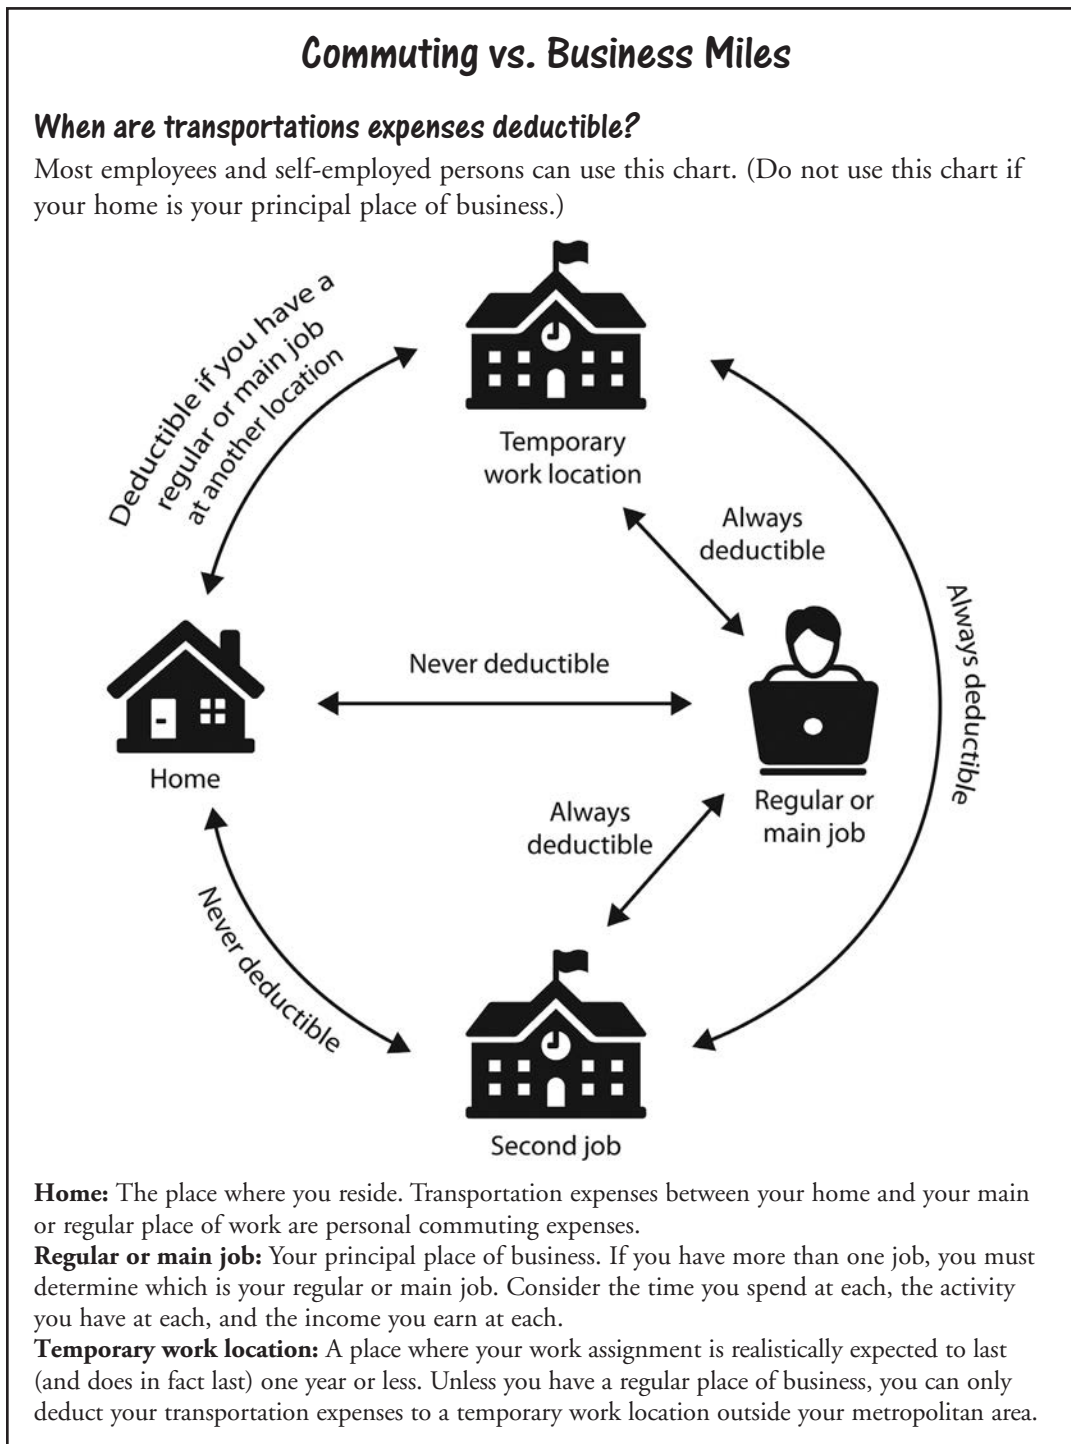 Commuting vs. Business Miles
When are transportations expenses deductible?
Most employees and self-employed persons can use this chart. (Do not use this chart if
your home is your principal place of business.)
Deductible if you have a
regular or main job
at another location
Temporary
work location
Always
deductible
Always deductible
Never deductible
Home
Regular or
main job
Always
deductible
Never deductible
Second job
Home: The place where you reside. Transportation expenses between your home and your main
or regular place of work are personal commuting expenses.
Regular or main job: Your principal place of business. If you have more than one job, you must
determine which is your regular or main job. Consider the time you spend at each, the activity
you have at each, and the income you earn at each.
Temporary work location: A place where your work assignment is realistically expected to last
(and does in fact last) one year or less. Unless you have a regular place of business, you can only
deduct your transportation expenses to a temporary work location outside your metropolitan area.